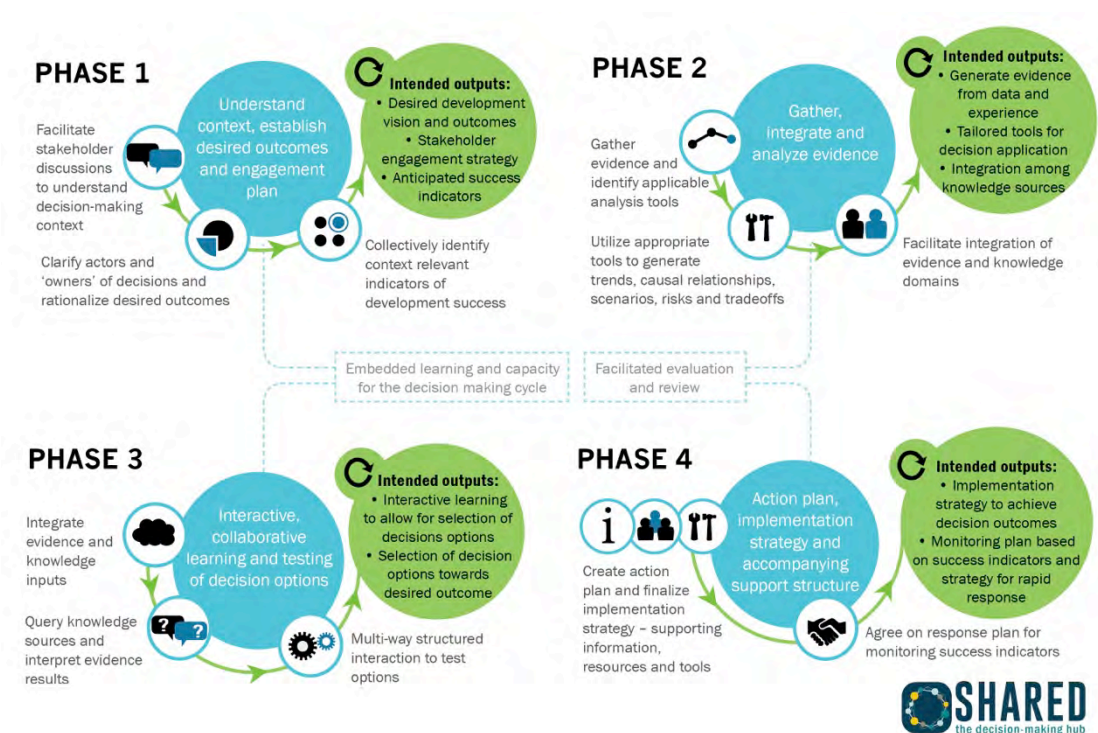 PHASE 1
Facilitate
stakeholder
discussions
to understand
decision-making
context
Clarify actors and
‘owners’ of decisions and
rationalize desired outcomes
Understand
context, establish
desired outcomes
and engagement
plan
Collectively identify
context relevant
indicators of
development success
Intended outputs:
• Desired development
vision and outcomes
• Stakeholder
engagement strategy
• Anticipated success
indicators
PHASE 2
Gather
evidence and
identify applicable
analysis tools
Utilize appropriate
tools to generate
trends, causal relationships,
scenarios, risks and tradeoffs
Gather,
integrate and
analyze evidence
Facilitate integration of
evidence and knowledge
domains
Intended outputs:
• Generate evidence
from data and
experience
• Tailored tools for
decision application
• Integration among
knowledge sources
Embedded learning and capacity
for the decision making cycle
Facilitated evaluation
and review
PHASE 3
Integrate
evidence and
knowledge
inputs
Query knowledge
sources and
interpret evidence
results
Interactive,
collaborative
learning and testing
of decision options
? ?
Multi-way structured
interaction to test
options
Intended outputs:
• Interactive learning
to allow for selection of
decisions options
• Selection of decision
options towards
desired outcome
PHASE 4
i
Create action
plan and finalize
implementation
strategy – supporting
information,
resources and tools
Action plan,
implementation
strategy and
accompanying
support structure
Agree on response plan for
monitoring success indicators
Intended outputs:
• Implementation
strategy to achieve
decision outcomes
• Monitoring plan based
on success indicators and
strategy for rapid
response
SHARED
the decision-making hub